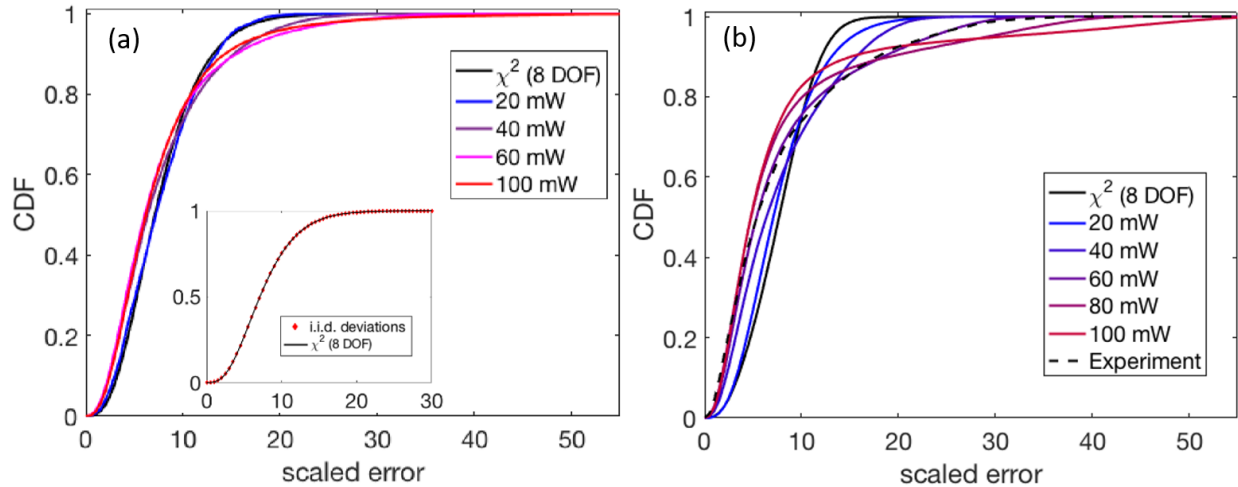 (a)
CDF
1
0.8
0.6
0.4
0.2
0
0 10 20 30 40 50
scaled error
χ² (8 DOF)
20 mW
40 mW
60 mW
100 mW
1
0.5
0
0 10 20 30
i.i.d. deviations
χ² (8 DOF)
(b)
CDF
1
0.8
0.6
0.4
0.2
0
0 10 20 30 40 50
scaled error
χ² (8 DOF)
20 mW
40 mW
60 mW
80 mW
100 mW
Experiment